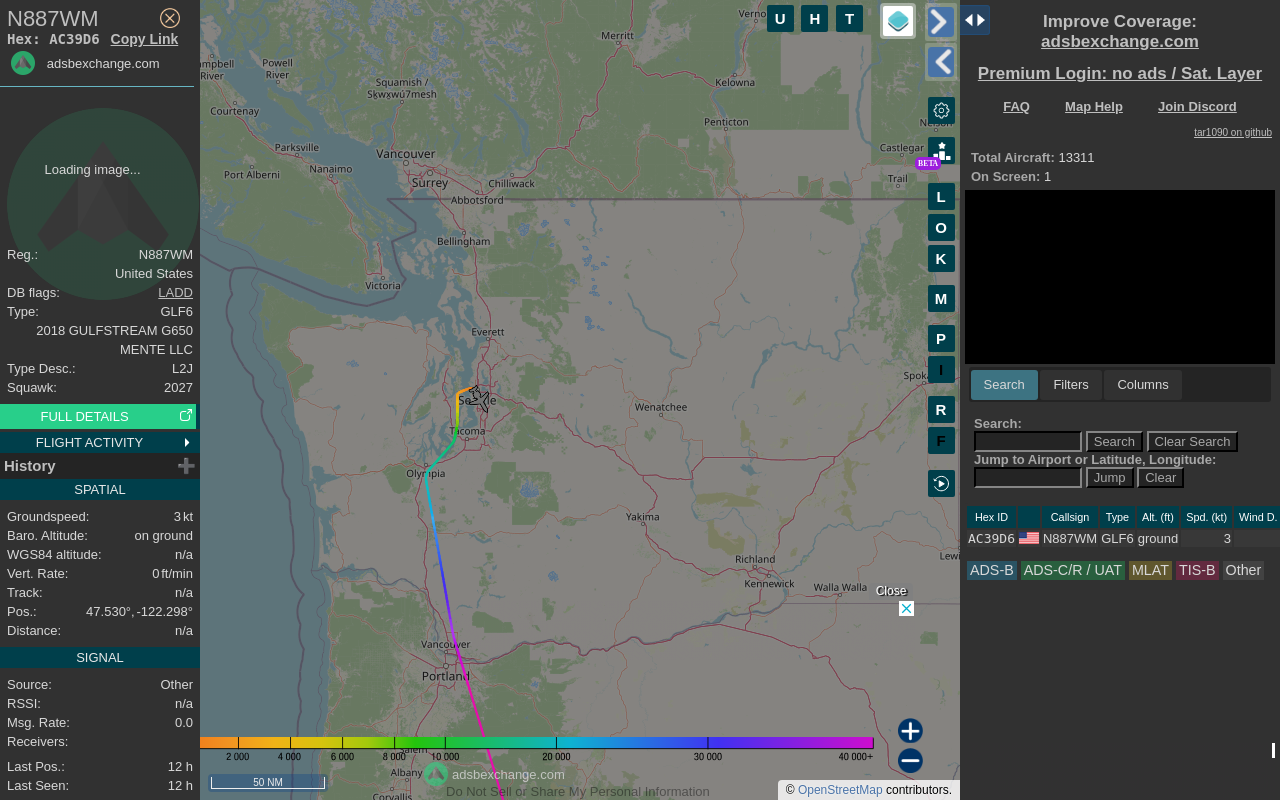 N887WM
Hex: AC39D6 Copy Link
adsbexchange.com
Loading image...
Reg.: N887WM
United States
DB flags: LADD
Type: GLF6
2018 GULFSTREAM G650
MENTE LLC
Type Desc.: L2J
Squawk: 2027
FULL DETAILS
FLIGHT ACTIVITY
History
SPATIAL
Groundspeed: 3 kt
Baro. Altitude: on ground
WGS84 altitude: n/a
Vert. Rate: 0 ft/min
Track: n/a
Pos.: 47.530°, -122.298°
Distance: n/a
SIGNAL
Source: Other
RSSI: n/a
Msg. Rate: 0.0
Receivers:
Last Pos.: 12 h
Last Seen: 12 h
U H T
Merritt
Campbell
River
Powell
River
Squamish /
Sḵwx̱wú7mesh
Kelowna
Courtenay
Penticton
Parksville
Vancouver
Castlegar
Nanaimo
Port Alberni
Surrey
Chilliwack
Trail
Abbotsford
Bellingham
Victoria
Everett
Seattle
Wenatchee
Tacoma
Olympia
Yakima
Richland
Kennewick
Walla Walla
Vancouver
Portland
Salem
Albany
Corvallis
BETA
L
O
K
M
P
I
R
F
Close
2 000 4 000 6 000 8 000 10 000 20 000 30 000 40 000+
50 NM
adsbexchange.com
Do Not Sell or Share My Personal Information
© OpenStreetMap contributors.
Improve Coverage:
adsbexchange.com
Premium Login: no ads / Sat. Layer
FAQ Map Help Join Discord
tar1090 on github
Total Aircraft: 13311
On Screen: 1
Search Filters Columns
Search:
Search Clear Search
Jump to Airport or Latitude, Longitude:
Jump Clear
Hex ID Callsign Type Alt. (ft) Spd. (kt) Wind D.
AC39D6 N887WM GLF6 ground 3
ADS-B ADS-C/R / UAT MLAT TIS-B Other